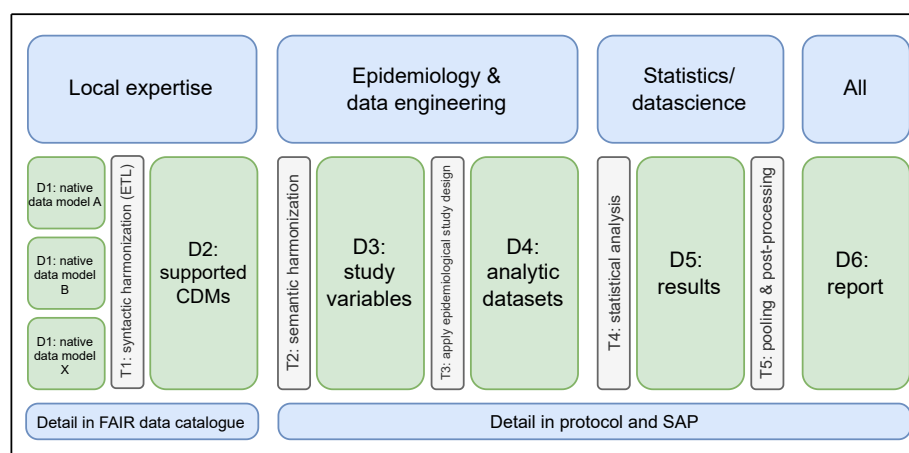 Local expertise
Epidemiology &
data engineering
Statistics/
datascience
All
D1: native
data model A
D1: native
data model
B
D1: native
data model
X
T1: syntactic harmonization (ETL)
D2:
supported
CDMs
T2: semantic harmonization
D3:
study
variables
T3: apply epidemiological study design
D4:
analytic
datasets
T4: statistical analysis
D5:
results
T5: pooling & post-processing
D6:
report
Detail in FAIR data catalogue
Detail in protocol and SAP